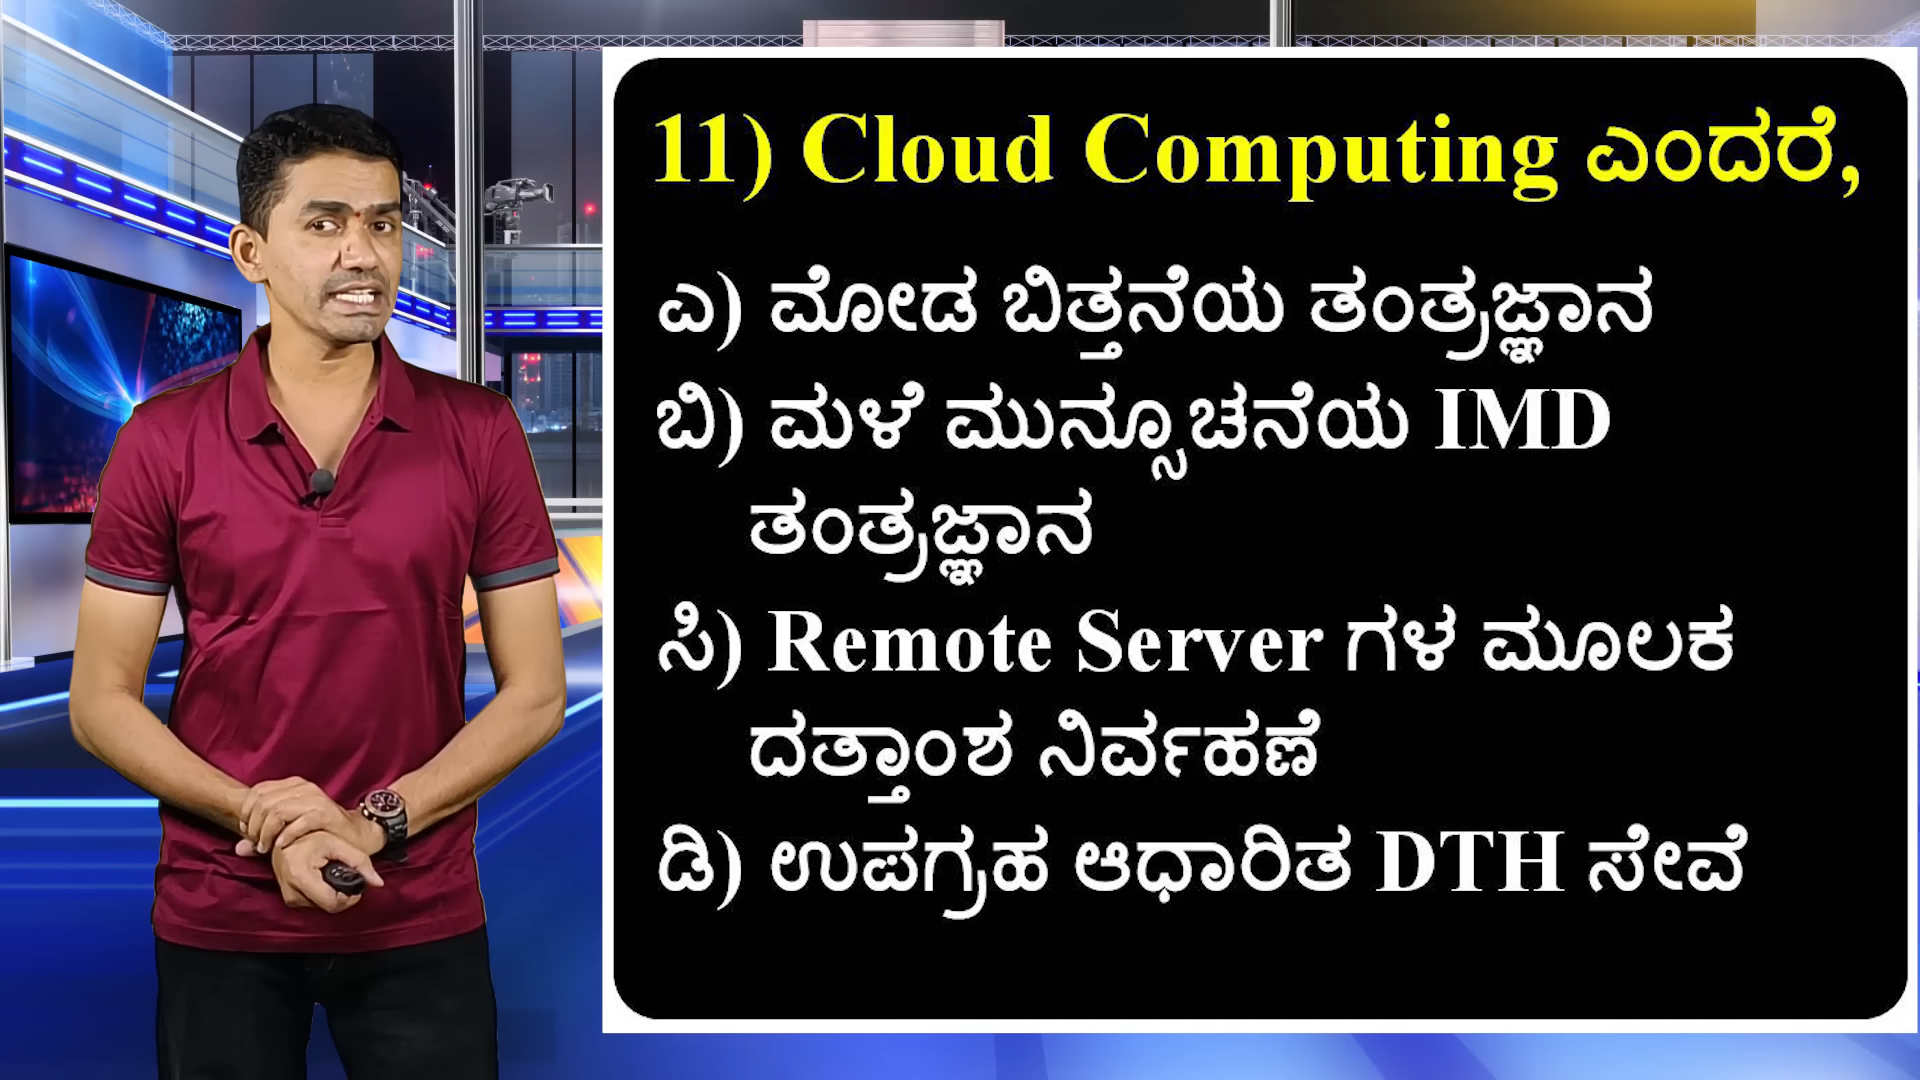 11) Cloud Computing ಎಂದರೆ,
ಎ) ಮೋಡ ಬಿತ್ತನೆಯ ತಂತ್ರಜ್ಞಾನ
ಬಿ) ಮಳೆ ಮುನ್ಸೂಚನೆಯ IMD
ತಂತ್ರಜ್ಞಾನ
ಸಿ) Remote Server ಗಳ ಮೂಲಕ
ದತ್ತಾಂಶ ನಿರ್ವಹಣೆ
ಡಿ) ಉಪಗ್ರಹ ಆಧಾರಿತ DTH ಸೇವೆ